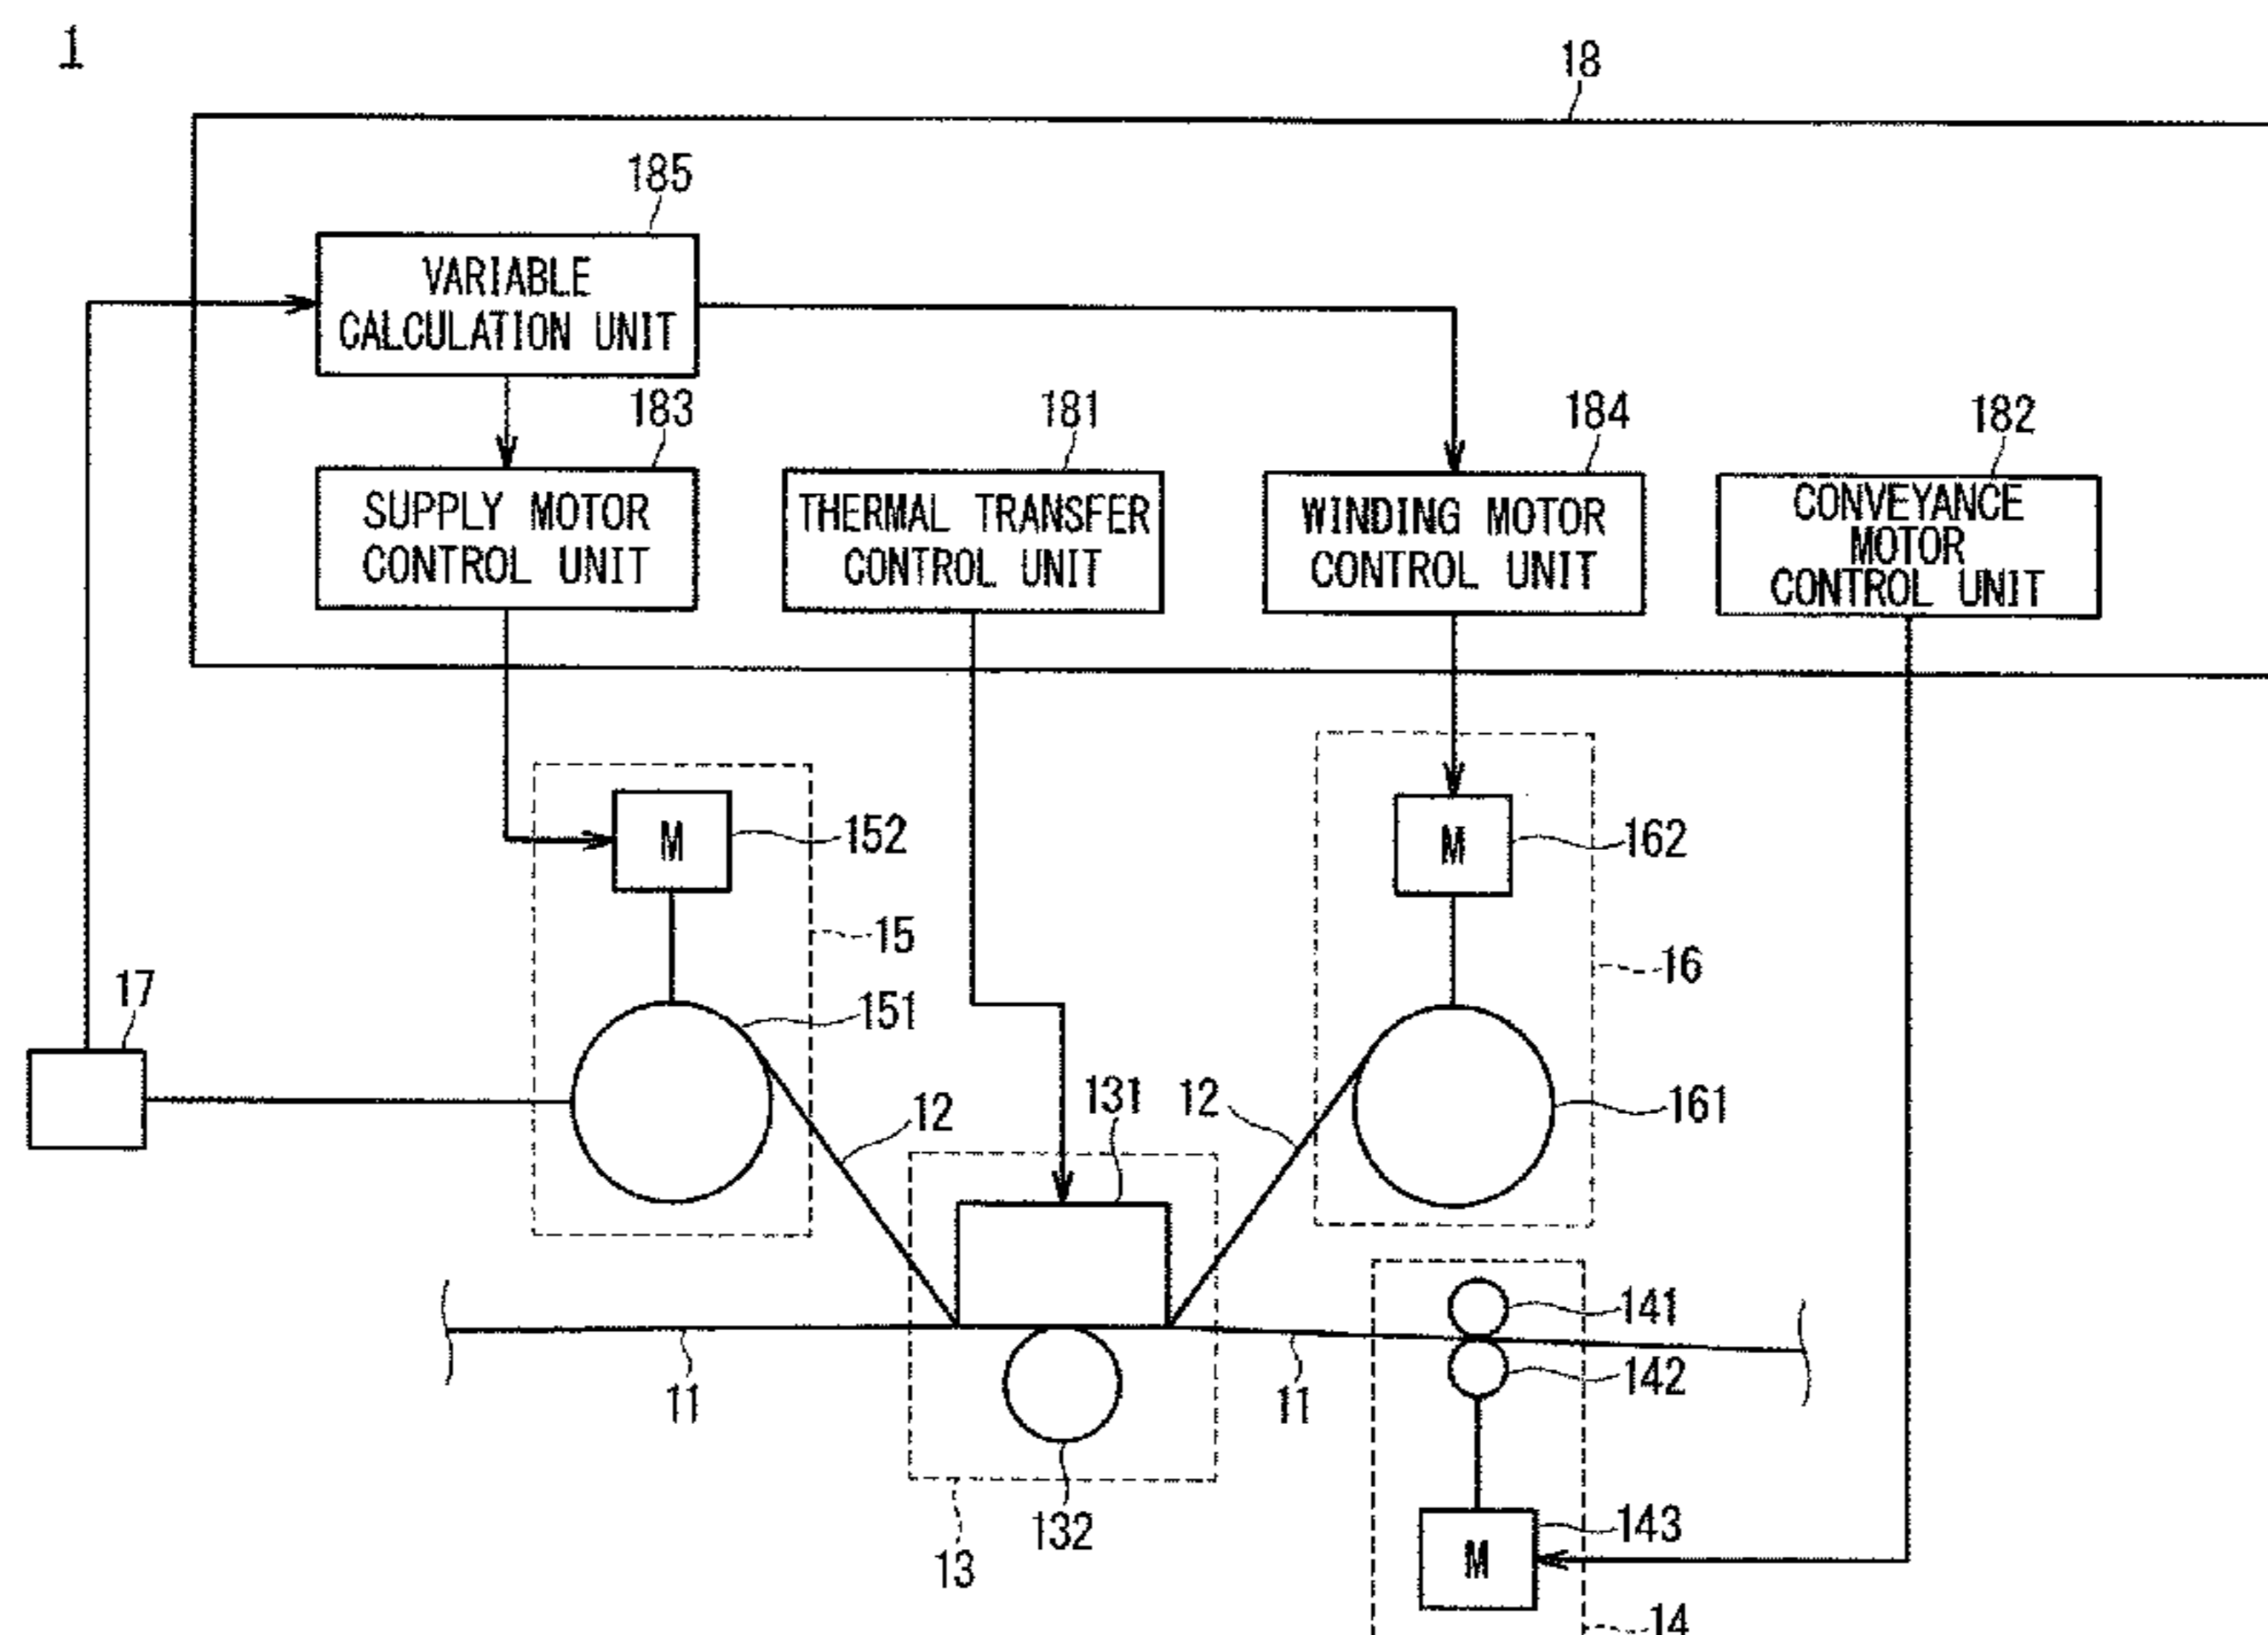 1
18
185
VARIABLE
CALCULATION UNIT
183
181
184
182
SUPPLY MOTOR
CONTROL UNIT
THERMAL TRANSFER
CONTROL UNIT
WINDING MOTOR
CONTROL UNIT
CONVEYANCE
MOTOR
CONTROL UNIT
M
152
M
162
15
16
17
151
12
131
12
161
141
142
11
11
132
13
M
143
14